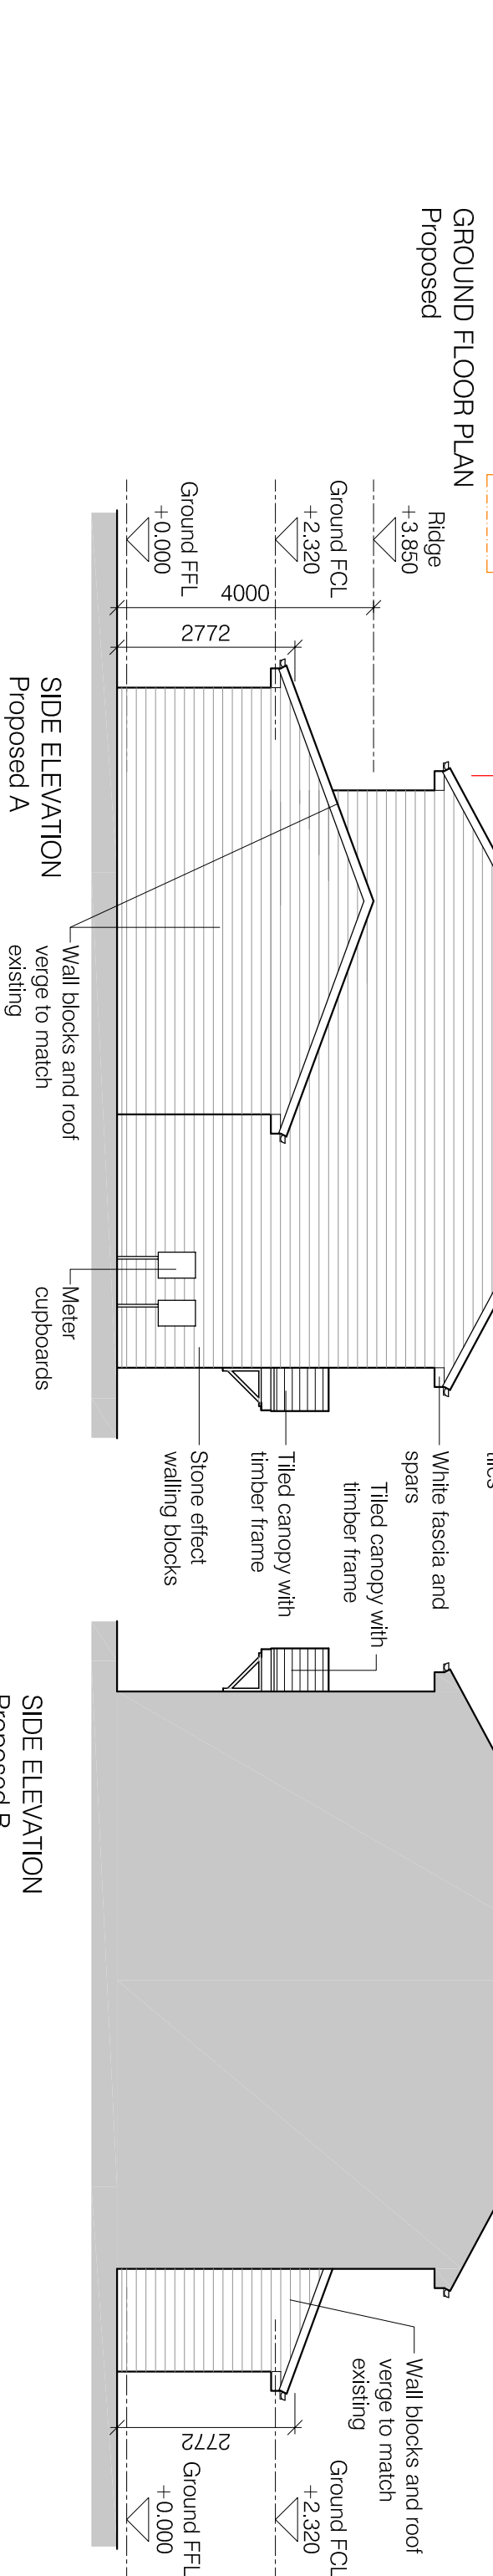 GROUND FLOOR PLAN
Proposed
Ridge
+3.850
Ground FCL
+2.320
Ground FFL
+0.000
4000
2772
SIDE ELEVATION
Proposed A
Wall blocks and roof
verge to match
existing
Meter
cupboards
tiles
White fascia and
spars
Tiled canopy with
timber frame
Stone effect
walling blocks
Tiled canopy with
timber frame
SIDE ELEVATION
Proposed B
Wall blocks and roof
verge to match
existing
2772
Ground FCL
+2.320
Ground FFL
+0.000